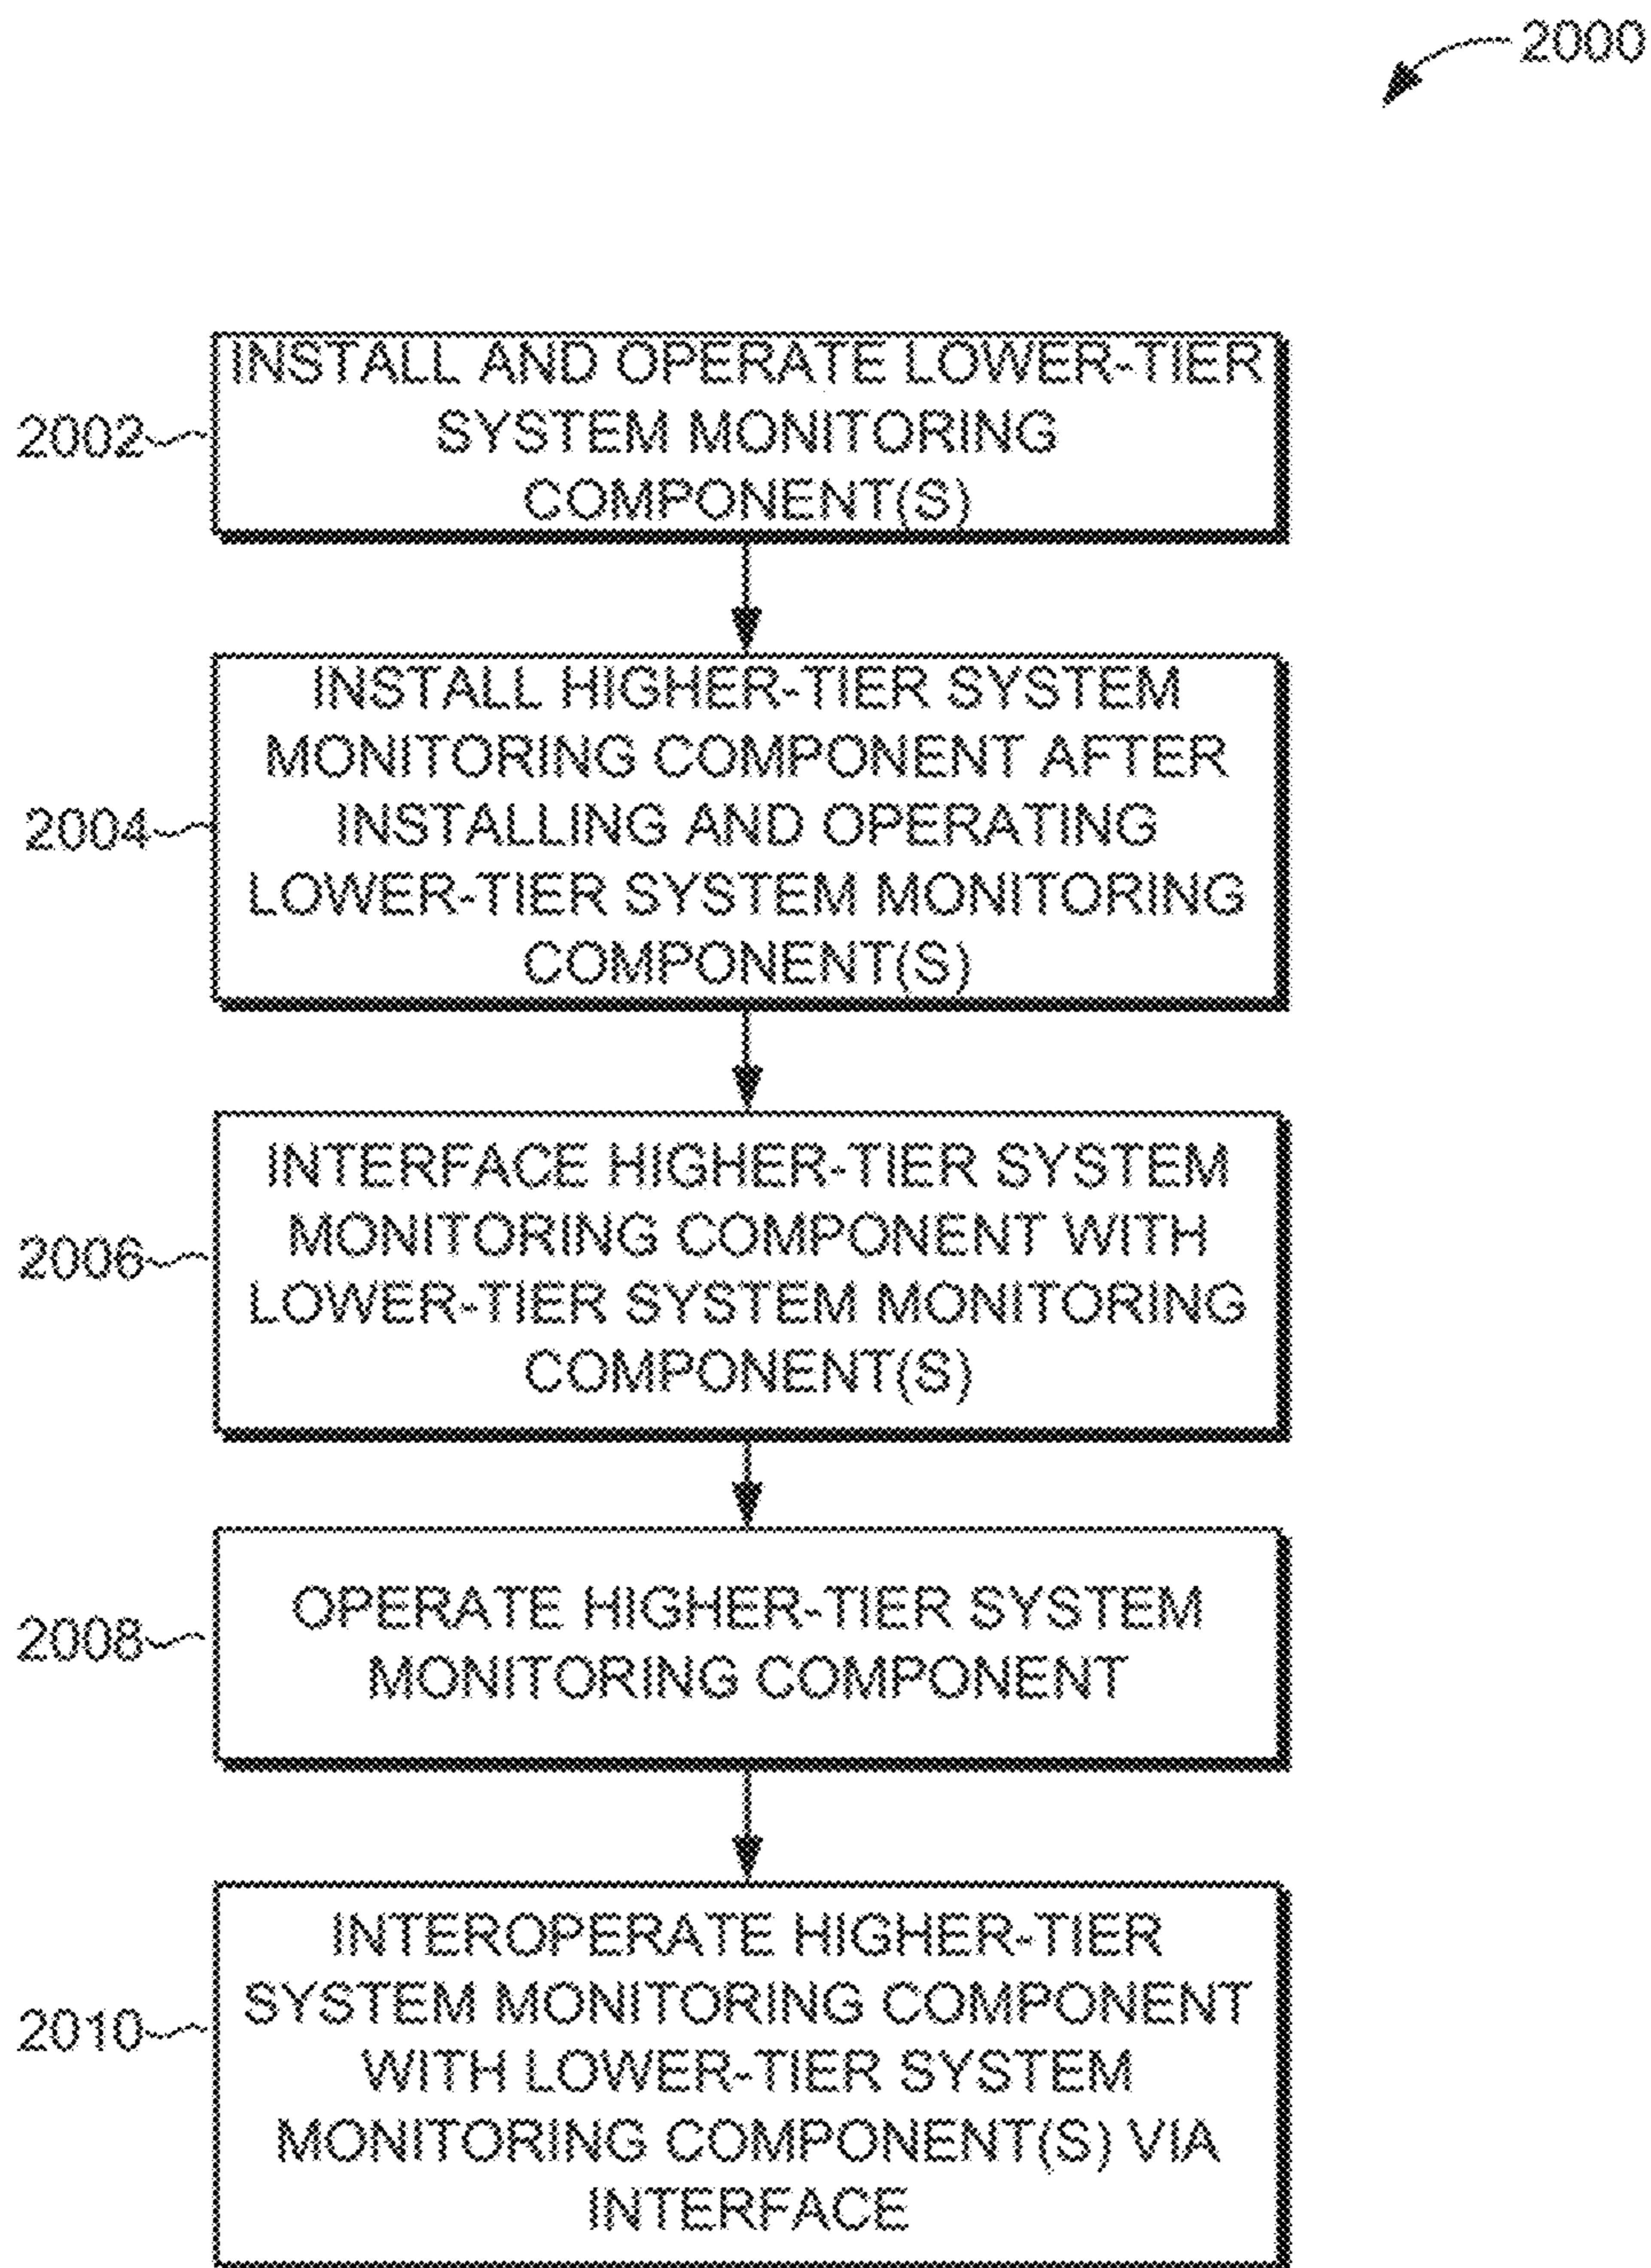 2000
INSTALL AND OPERATE LOWER-TIER
SYSTEM MONITORING
COMPONENT(S)
2002
INSTALL HIGHER-TIER SYSTEM
MONITORING COMPONENT AFTER
INSTALLING AND OPERATING
LOWER-TIER SYSTEM MONITORING
COMPONENT(S)
2004
INTERFACE HIGHER-TIER SYSTEM
MONITORING COMPONENT WITH
LOWER-TIER SYSTEM MONITORING
COMPONENT(S)
2006
OPERATE HIGHER-TIER SYSTEM
MONITORING COMPONENT
2008
INTEROPERATE HIGHER-TIER
SYSTEM MONITORING COMPONENT
WITH LOWER-TIER SYSTEM
MONITORING COMPONENT(S) VIA
INTERFACE
2010